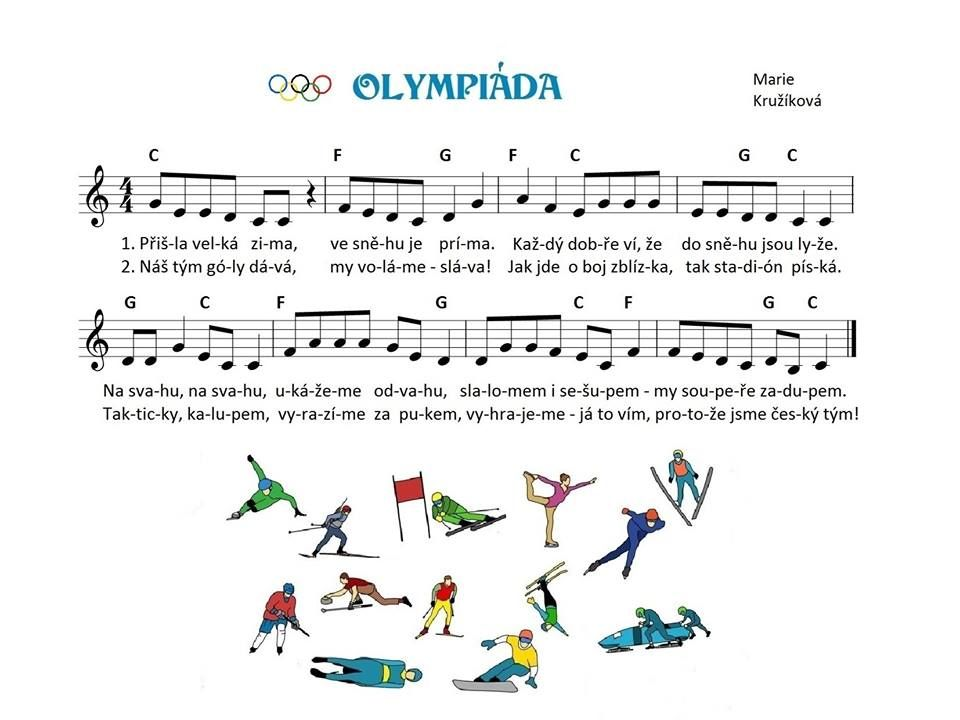 OLYMPIÁDA
Marie
Kružíková
C F G F C G C
4
4
1. Přiš-la vel-ká zi-ma, ve sně-hu je prí-ma. Kaž-dý dob-ře ví, že do sně-hu jsou ly-že.
2. Náš tým gó-ly dá-vá, my vo-lá-me - slá-va! Jak jde o boj zblíz-ka, tak sta-di-ón pís-ká.
G C F G C F G C
Na sva-hu, na sva-hu, u-ká-že-me od-va-hu, sla-lo-mem i se-šu-pem - my sou-pe-ře za-du-pem.
Tak-tic-ky, ka-lu-pem, vy-ra-zí-me za pu-kem, vy-hra-je-me - já to vím, pro-to-že jsme čes-ký tým!